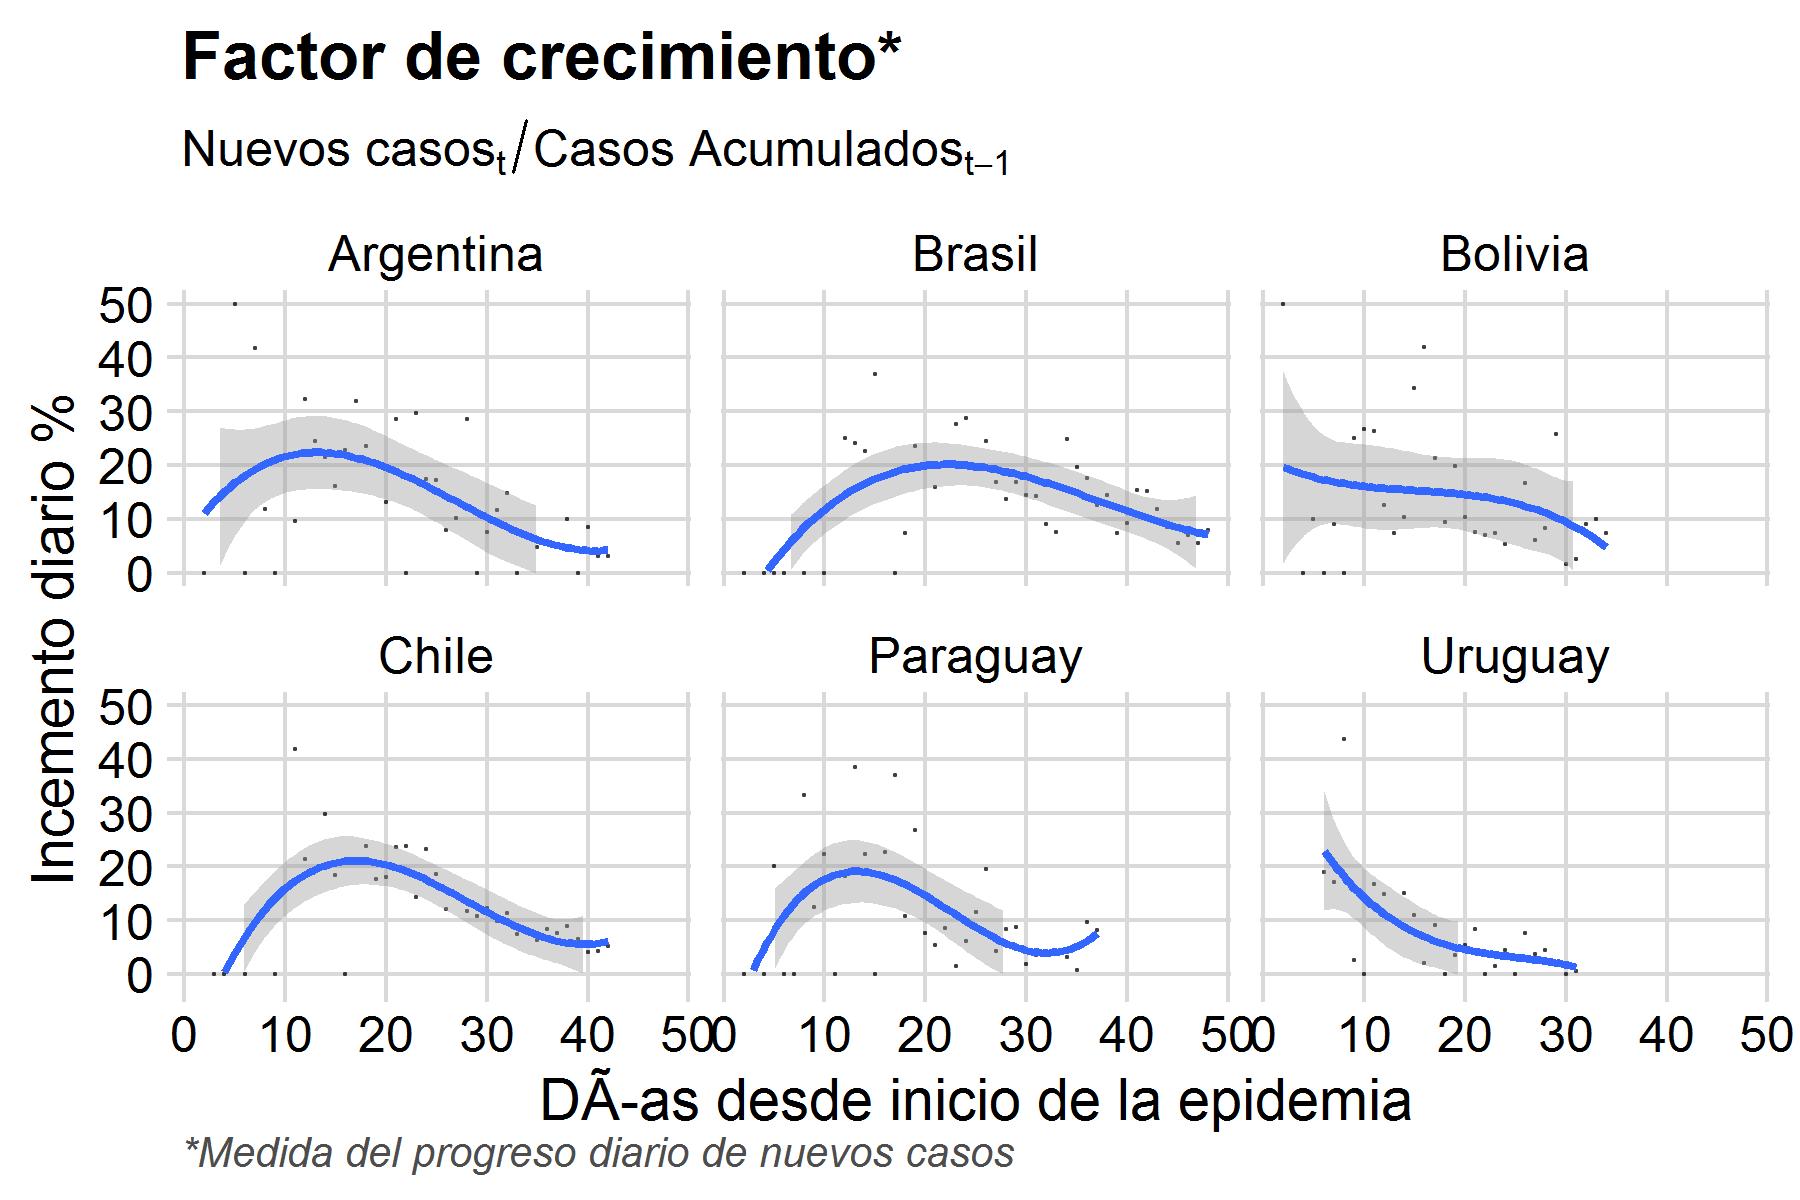 Factor de crecimiento*
Nuevos casosₜ/Casos Acumuladosₜ₋₁
Argentina Brasil Bolivia
50
40
30
20
10
0
Chile Paraguay Uruguay
50
40
30
20
10
0
0 10 20 30 40 50 0 10 20 30 40 50 0 10 20 30 40 50
Incemento diario %
DÃ-as desde inicio de la epidemia
*Medida del progreso diario de nuevos casos